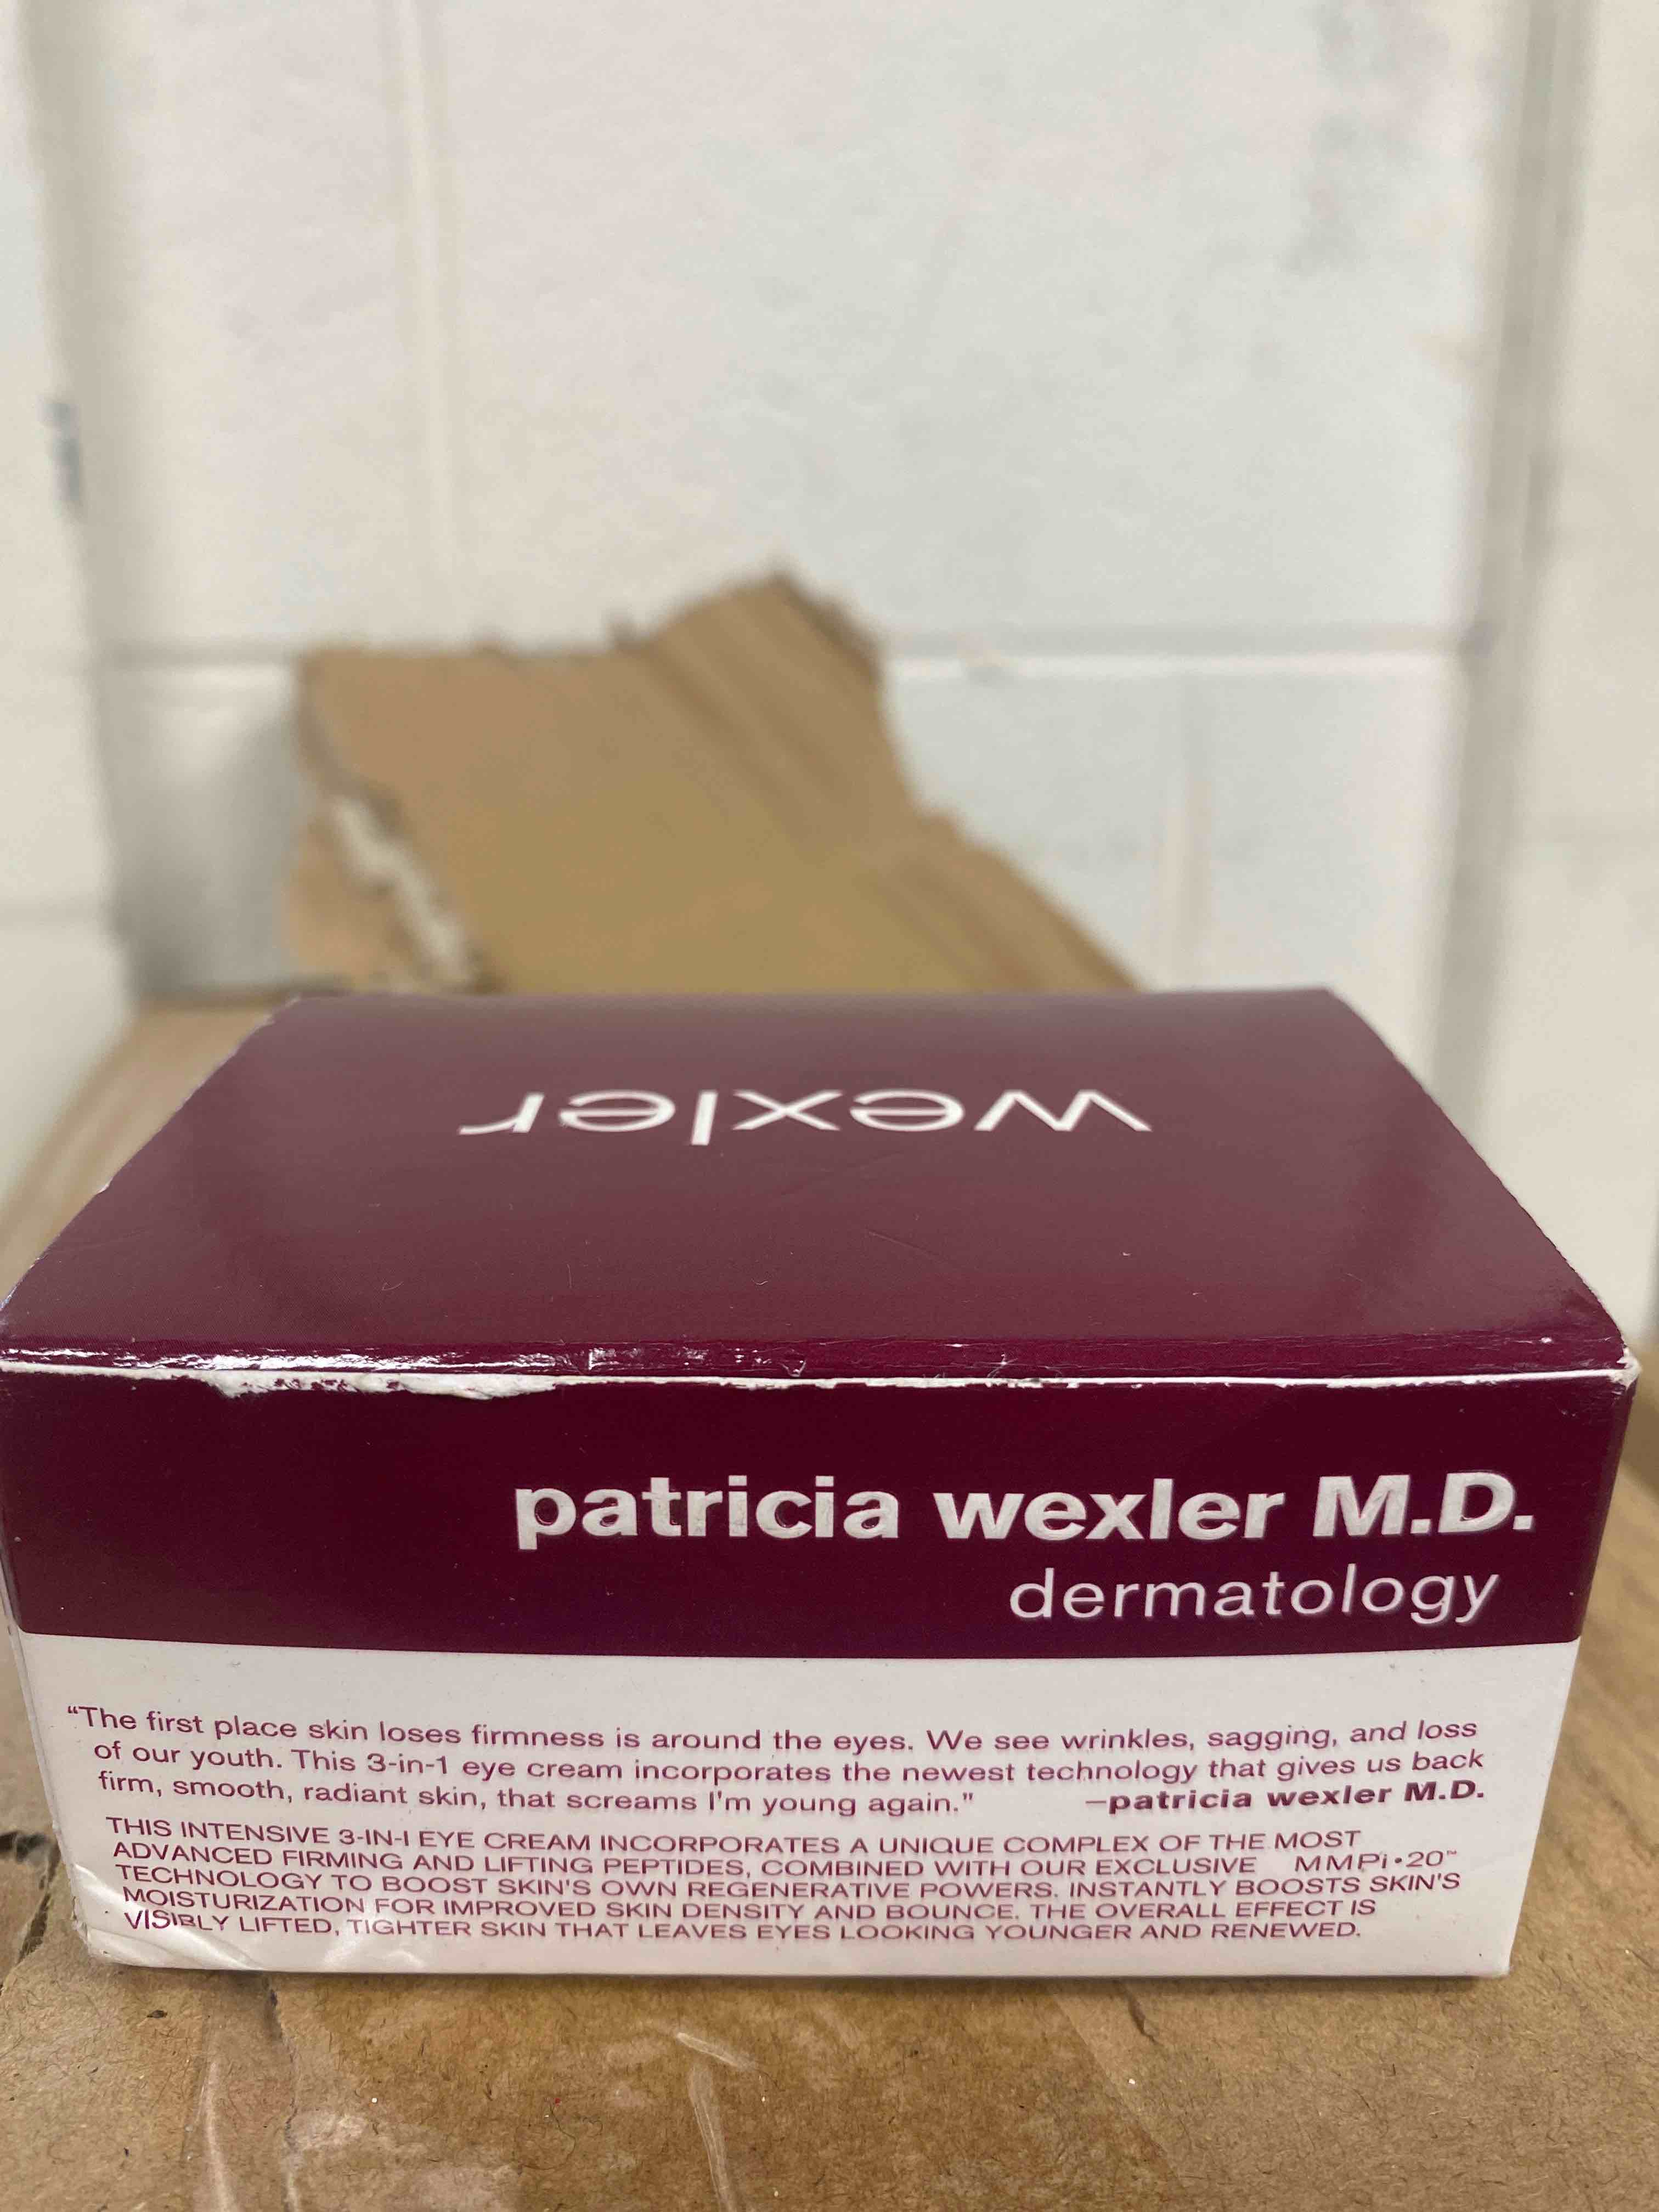 wexler
patricia wexler M.D.
dermatology
“The first place skin loses firmness is around the eyes. We see wrinkles, sagging, and loss
of our youth. This 3-in-1 eye cream incorporates the newest technology that gives us back
firm, smooth, radiant skin, that screams I'm young again." –patricia wexler M.D.
THIS INTENSIVE 3-IN-I EYE CREAM INCORPORATES A UNIQUE COMPLEX OF THE MOST
ADVANCED FIRMING AND LIFTING PEPTIDES, COMBINED WITH OUR EXCLUSIVE MMPi•20™
TECHNOLOGY TO BOOST SKIN'S OWN REGENERATIVE POWERS. INSTANTLY BOOSTS SKIN'S
MOISTURIZATION FOR IMPROVED SKIN DENSITY AND BOUNCE. THE OVERALL EFFECT IS
VISIBLY LIFTED, TIGHTER SKIN THAT LEAVES EYES LOOKING YOUNGER AND RENEWED.